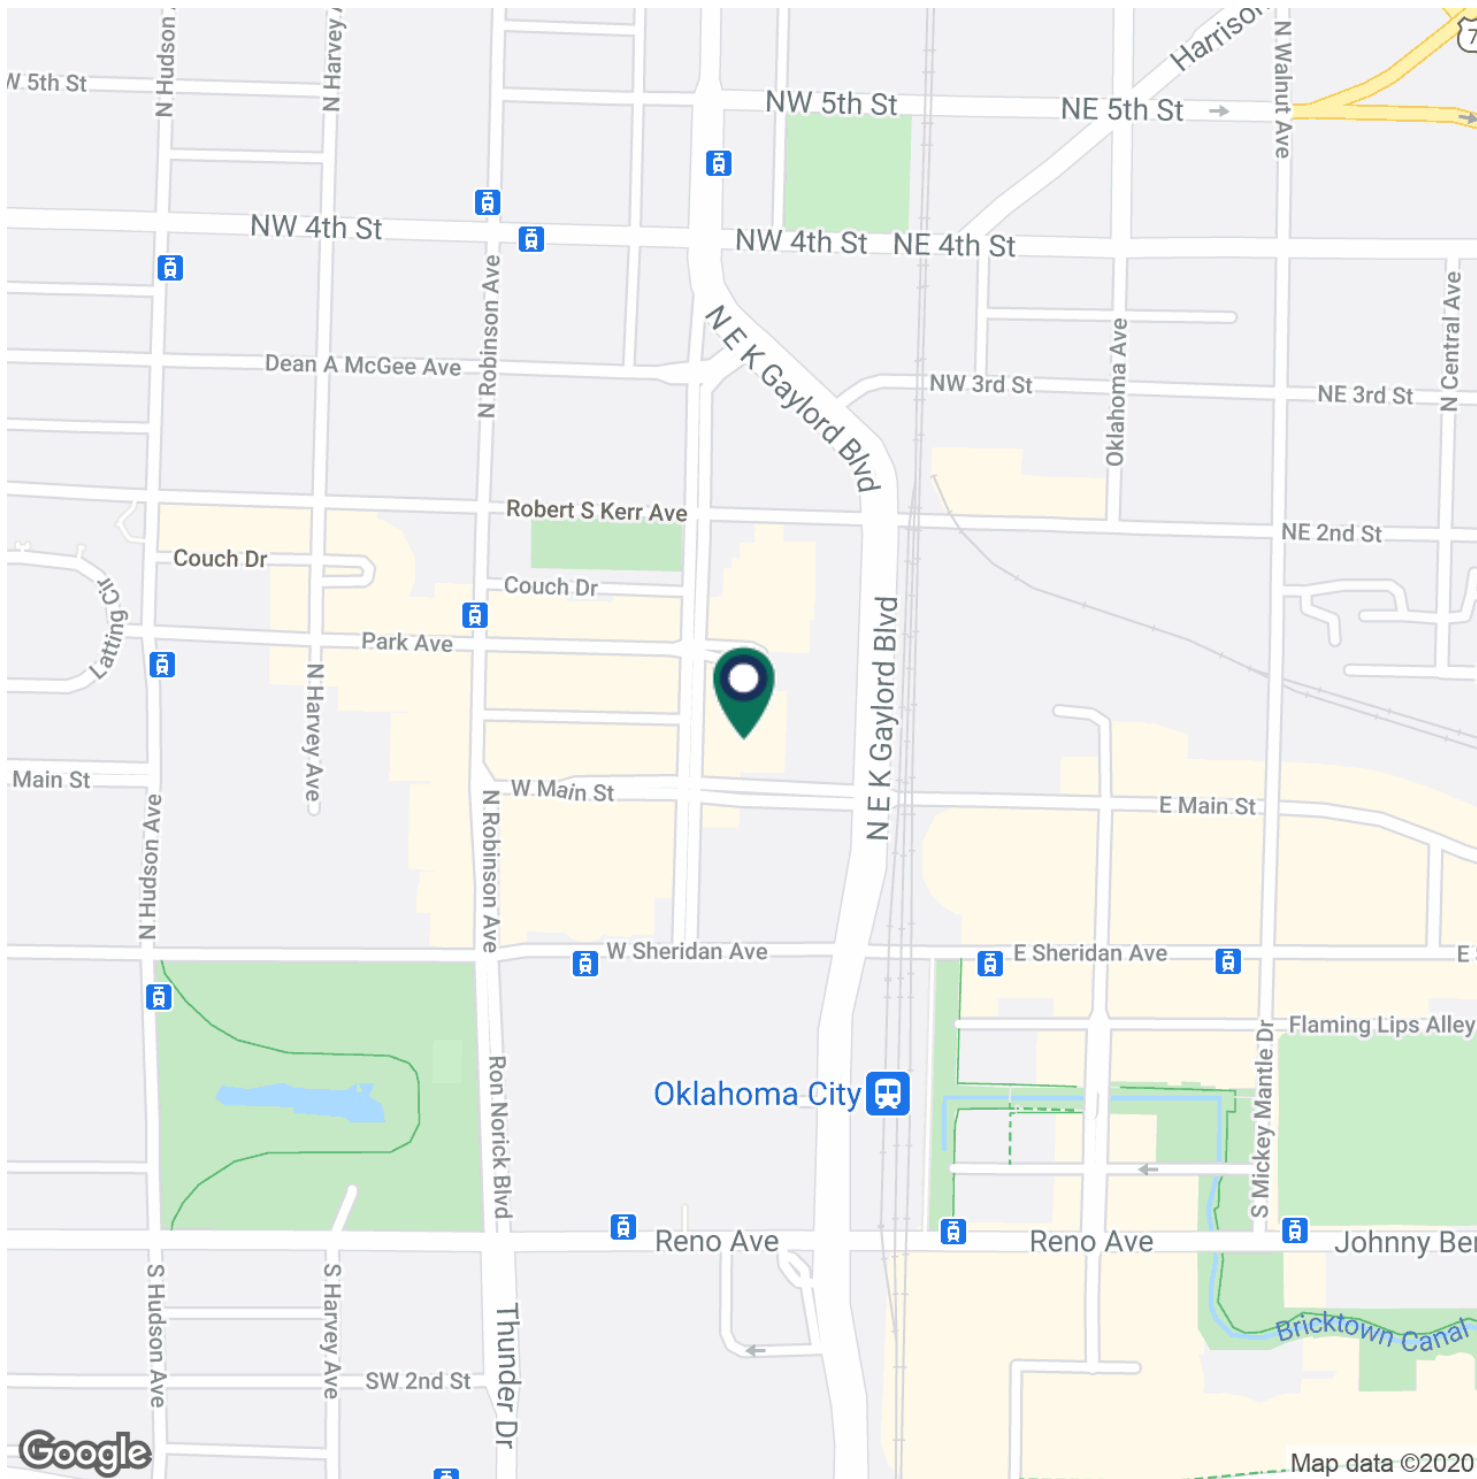 N Hudson
N Harvey
Harrison
N Walnut Ave
7
W 5th St
NW 5th St
NE 5th St
NW 4th St
NW 4th St
NE 4th St
N Robinson Ave
N E K Gaylord Blvd
Oklahoma Ave
N Central Ave
Dean A McGee Ave
NW 3rd St
NE 3rd St
Robert S Kerr Ave
NE 2nd St
Couch Dr
Couch Dr
Latting Cir
Park Ave
N Harvey Ave
N E K Gaylord Blvd
Main St
W Main St
E Main St
N Hudson Ave
N Robinson Ave
W Sheridan Ave
E Sheridan Ave
E
Flaming Lips Alley
Ron Norick Blvd
Oklahoma City
S Mickey Mantle Dr
Reno Ave
Reno Ave
Johnny Ber
S Hudson Ave
S Harvey Ave
Thunder Dr
Bricktown Canal
SW 2nd St
Google
Map data ©2020